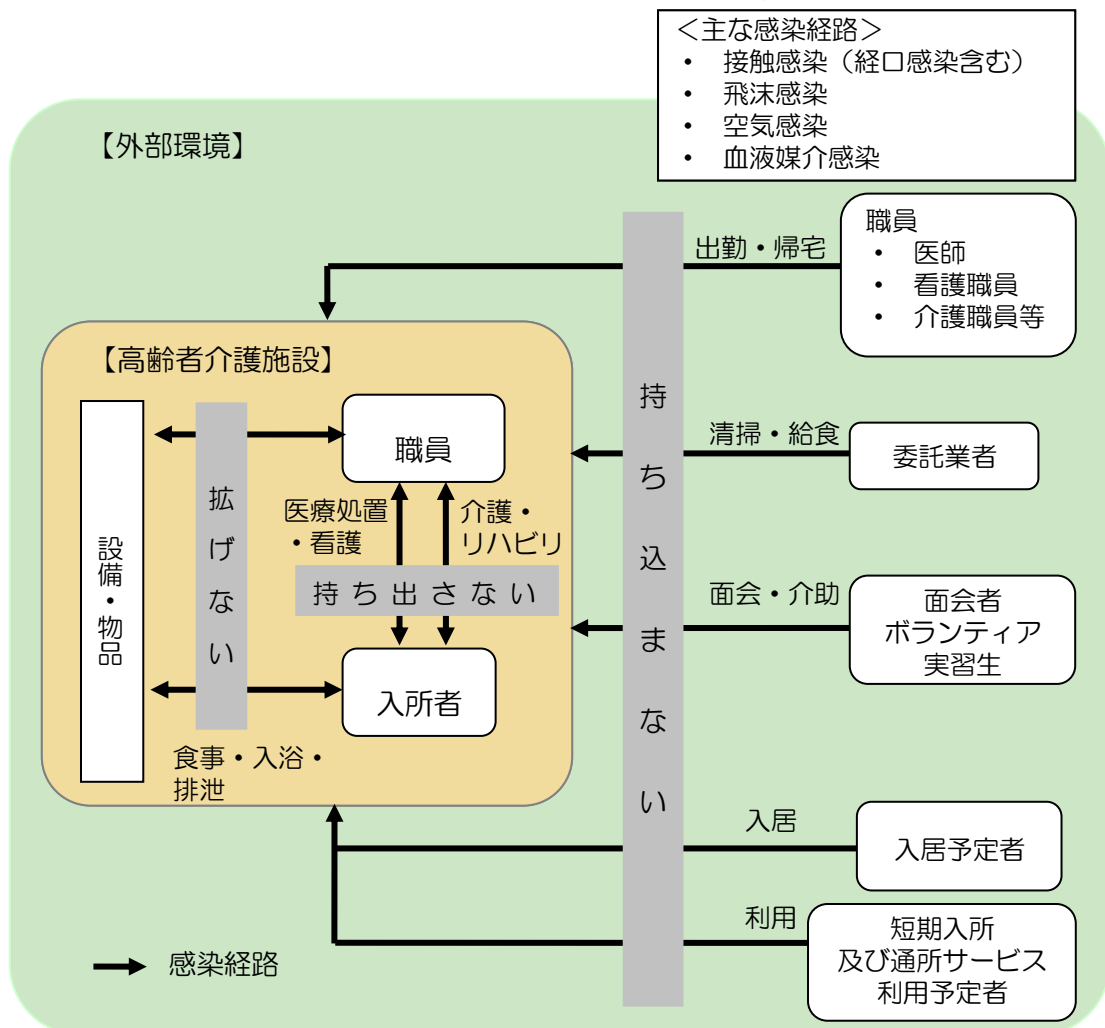 ＜主な感染経路＞
・ 接触感染（経口感染含む）
・ 飛沫感染
・ 空気感染
・ 血液媒介感染
【外部環境】
職員
・ 医師
・ 看護職員
・ 介護職員等
出勤・帰宅
【高齢者介護施設】
持ち込まない
清掃・給食
委託業者
職員
拡げない
設備・物品
医療処置
・看護
介護・
リハビリ
持ち出さない
面会・介助
面会者
ボランティア
実習生
入所者
食事・入浴・
排泄
入居
入居予定者
利用
短期入所
及び通所サービス
利用予定者
感染経路